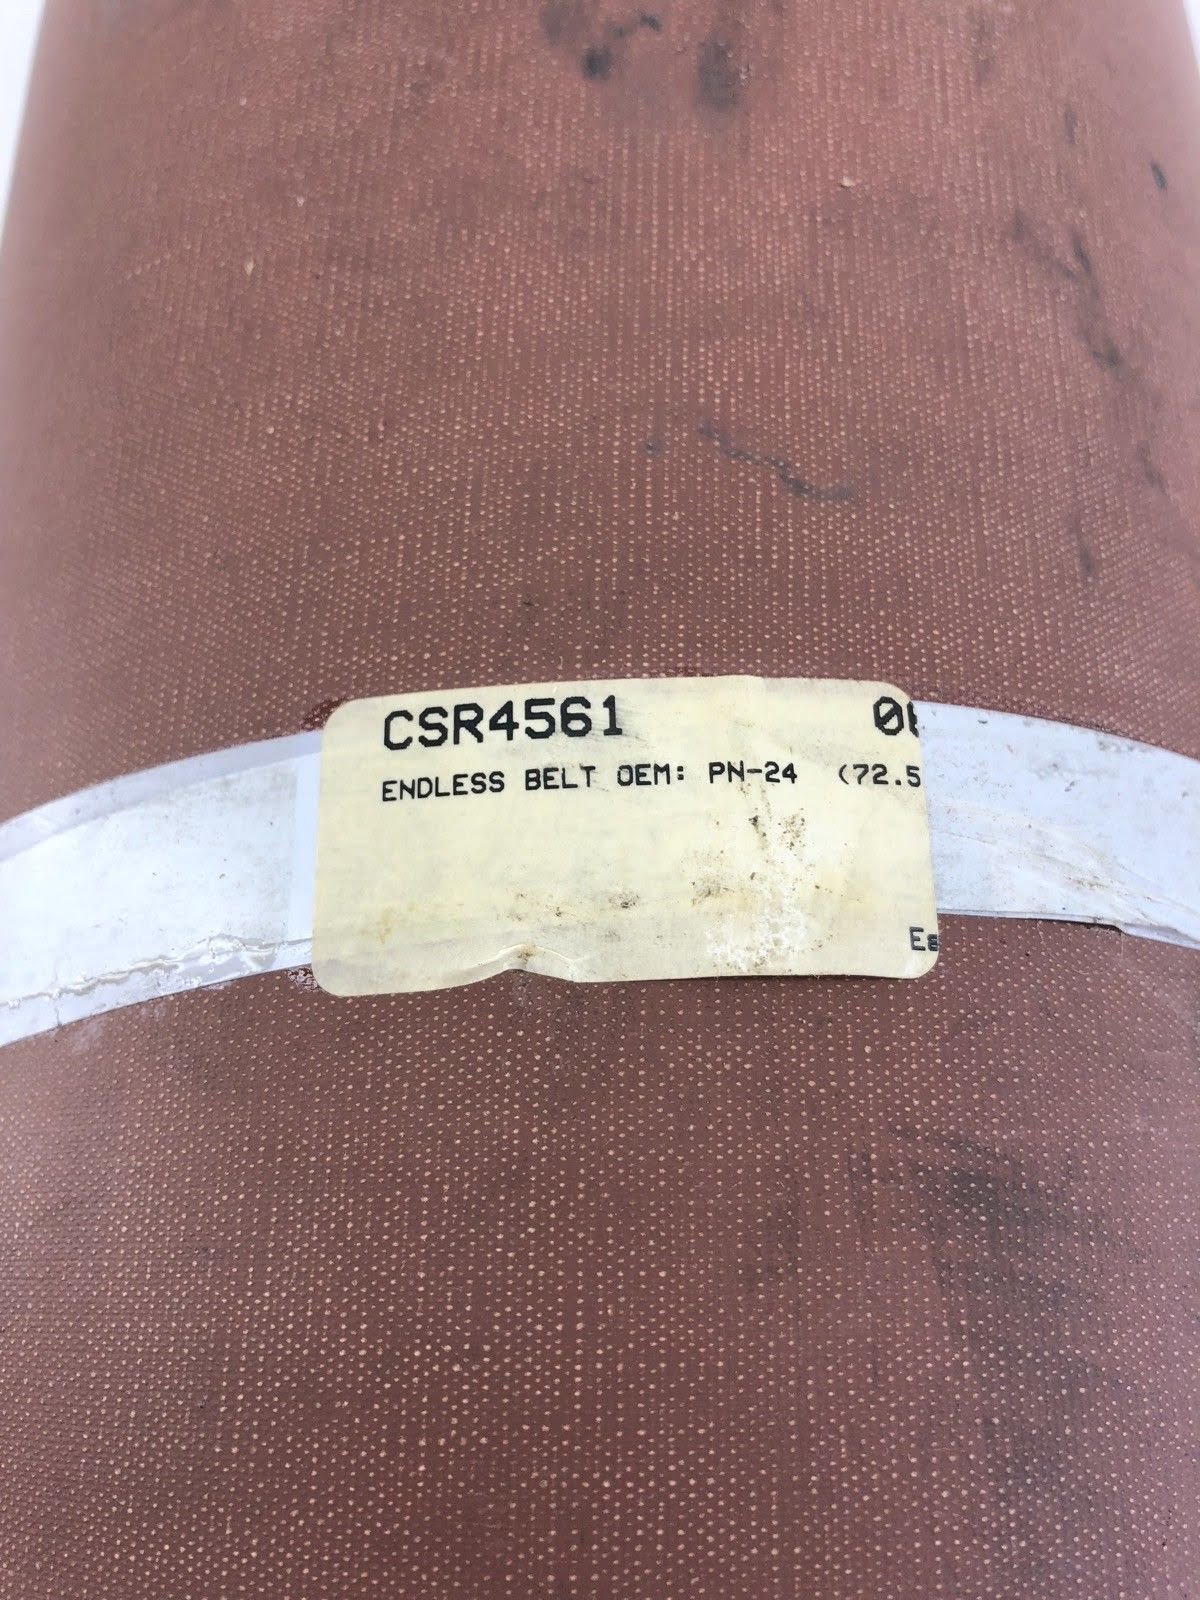 CSR4561
ENDLESS BELT OEM: PN-24 (72.5